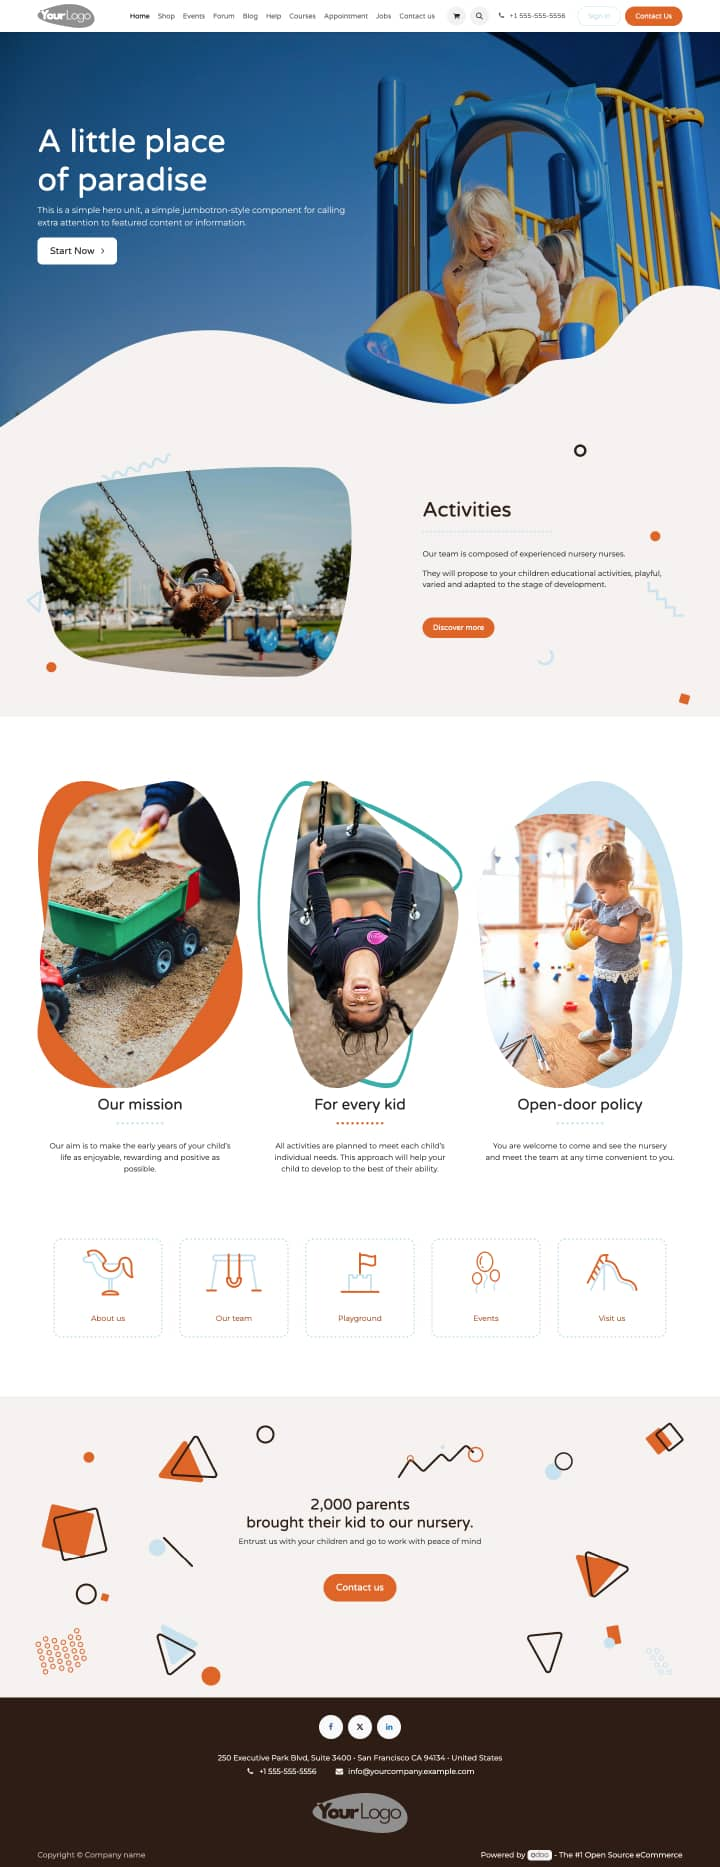 YourLogo
Home Shop Events Forum Blog Help Courses Appointment Jobs Contact us
+1 555-555-5556
Sign in
Contact Us
A little place
of paradise
This is a simple hero unit, a simple jumbotron-style component for calling
extra attention to featured content or information.
Start Now
Activities
Our team is composed of experienced nursery nurses.
They will propose to your children educational activities, playful,
varied and adapted to the stage of development.
Discover more
Our mission
Our aim is to make the early years of your child's
life as enjoyable, rewarding and positive as
possible.
For every kid
All activities are planned to meet each child's
individual needs. This approach will help your
child to develop to the best of their ability.
Open-door policy
You are welcome to come and see the nursery
and meet the team at any time convenient to you.
About us
Our team
Playground
Events
Visit us
2,000 parents
brought their kid to our nursery.
Entrust us with your children and go to work with peace of mind
Contact us
250 Executive Park Blvd, Suite 3400 • San Francisco CA 94134 • United States
+1 555-555-5556 info@yourcompany.example.com
YourLogo
Copyright © Company name
Powered by odoo - The #1 Open Source eCommerce